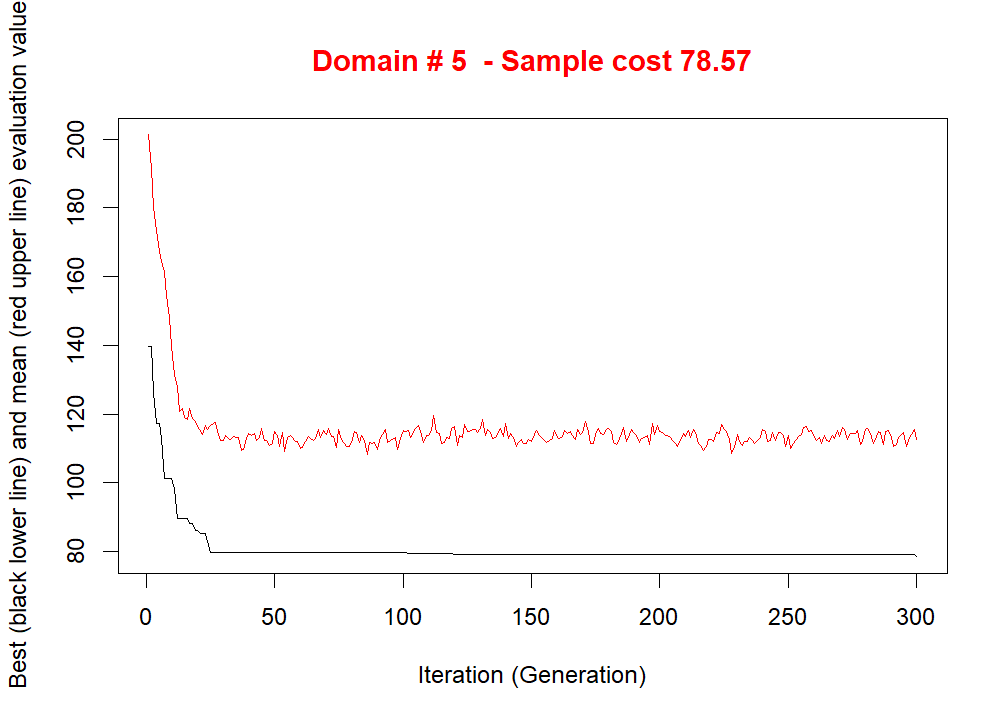 Domain # 5  - Sample cost 78.57
Best (black lower line) and mean (red upper line) evaluation value
200
180
160
140
120
100
80
0 50 100 150 200 250 300
Iteration (Generation)